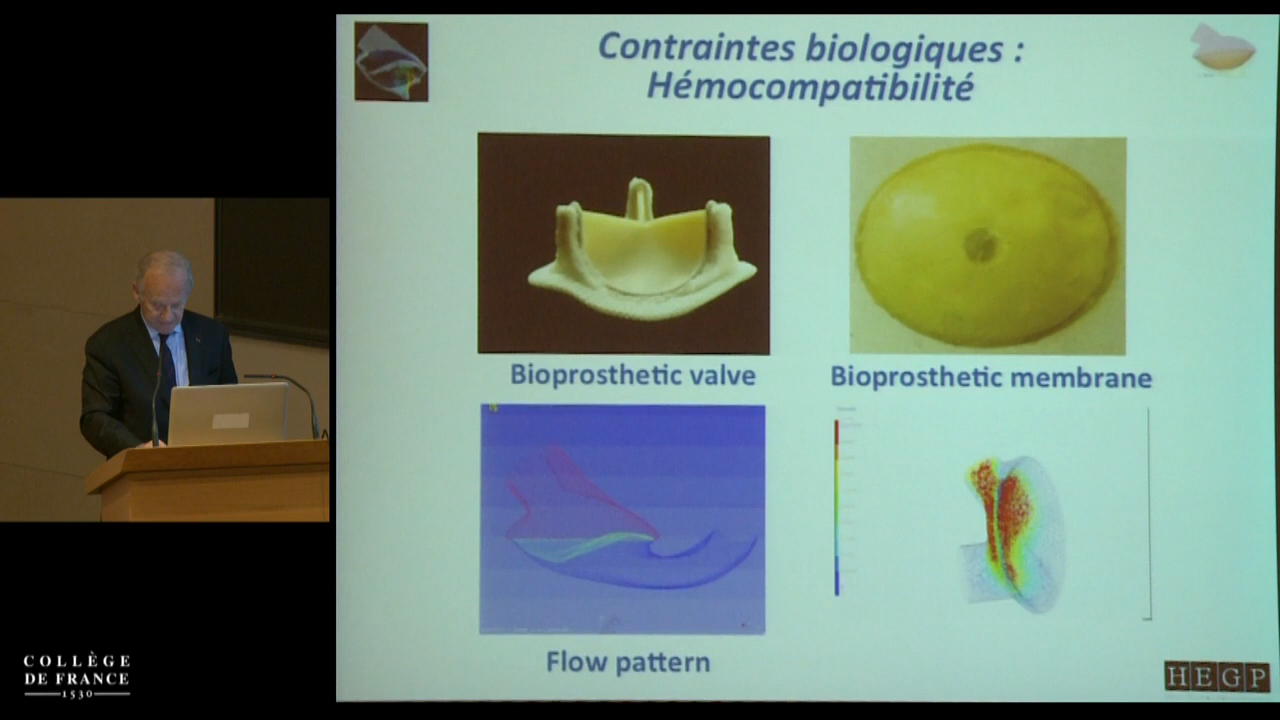 Contraintes biologiques :
Hémocompatibilité
Bioprosthetic valve
Bioprosthetic membrane
Flow pattern
HEGP
COLLÈGE
DE FRANCE
1530